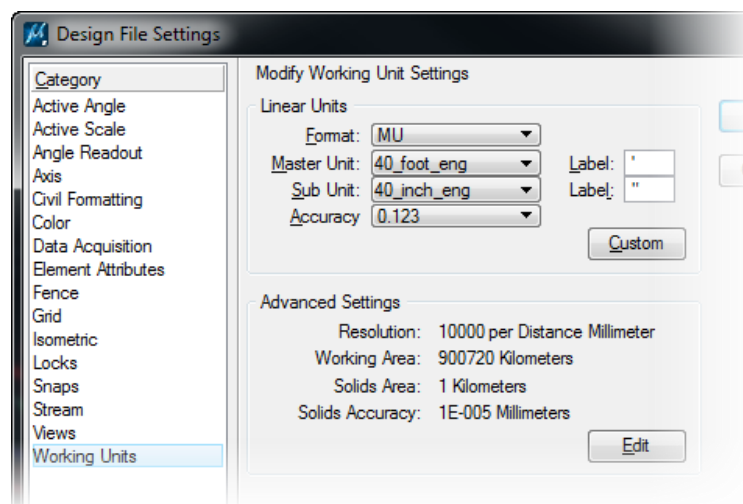 Design File Settings
Category
Active Angle
Active Scale
Angle Readout
Axis
Civil Formatting
Color
Data Acquisition
Element Attributes
Fence
Grid
Isometric
Locks
Snaps
Stream
Views
Working Units
Modify Working Unit Settings
Linear Units
Format: MU
Master Unit: 40_foot_eng Label: '
Sub Unit: 40_inch_eng Label: "
Accuracy 0.123
Custom
Advanced Settings
Resolution: 10000 per Distance Millimeter
Working Area: 900720 Kilometers
Solids Area: 1 Kilometers
Solids Accuracy: 1E-005 Millimeters
Edit